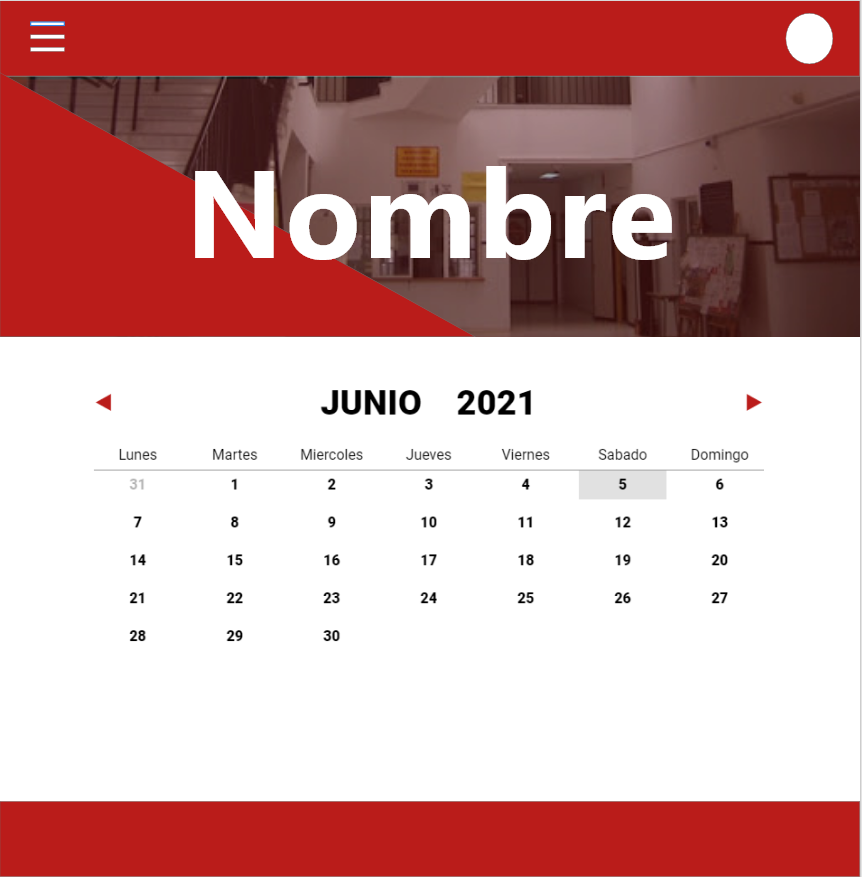 Nombre
JUNIO 2021
Lunes Martes Miercoles Jueves Viernes Sabado Domingo
31 1 2 3 4 5 6
7 8 9 10 11 12 13
14 15 16 17 18 19 20
21 22 23 24 25 26 27
28 29 30